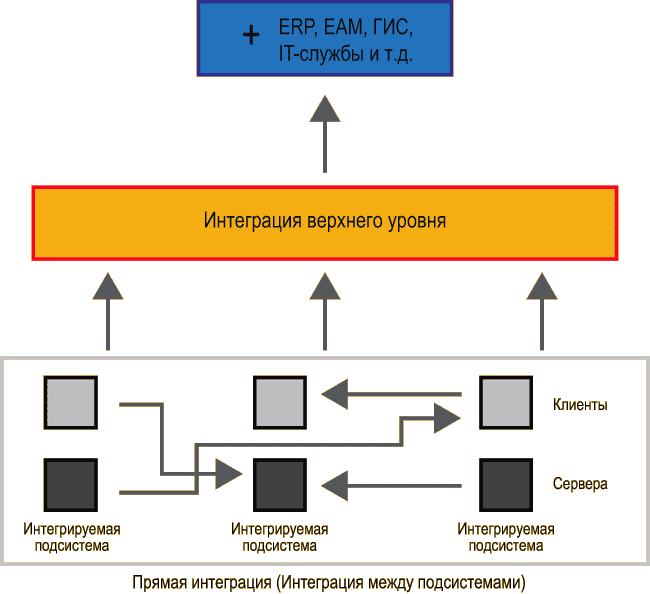 + ERP, EAM, ГИС,
IT-службы и т.д.
Интеграция верхнего уровня
Клиенты
Сервера
Интегрируемая
подсистема
Интегрируемая
подсистема
Интегрируемая
подсистема
Прямая интеграция (Интеграция между подсистемами)